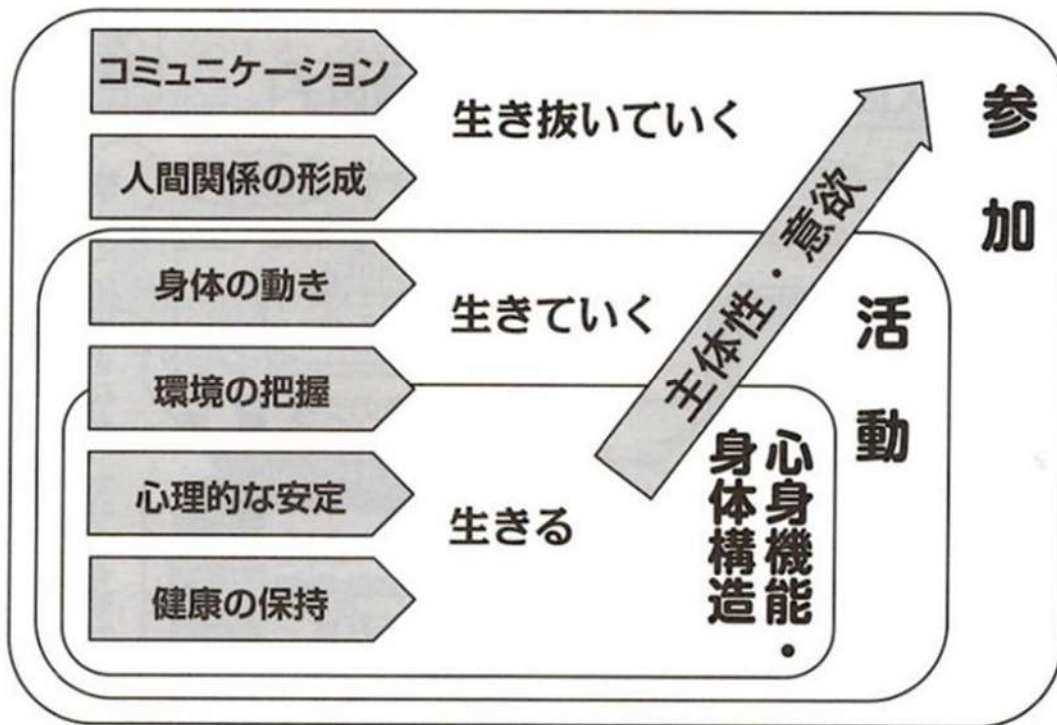 コミュニケーション
人間関係の形成
身体の動き
環境の把握
心理的な安定
健康の保持
生き抜いていく
生きていく
生きる
主体性・意欲
参加
活動
心身機能・
身体構造